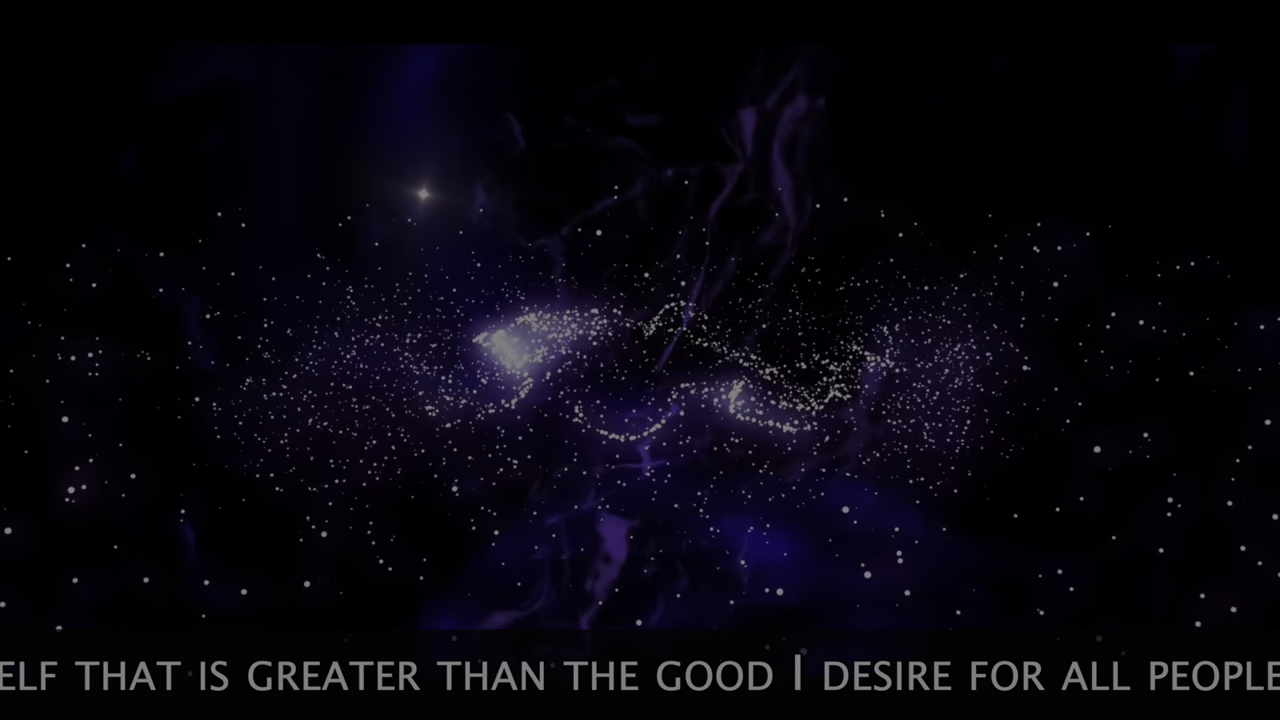 ELF THAT IS GREATER THAN THE GOOD I DESIRE FOR ALL PEOPLE